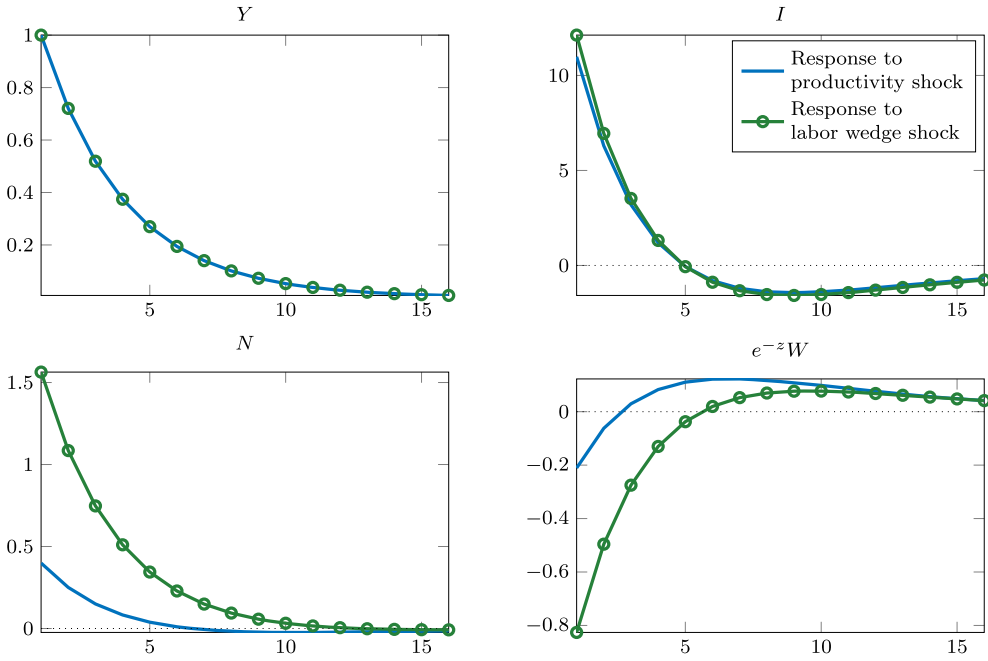 Y
1
0.8
0.6
0.4
0.2
5 10 15
I
10
5
0
5 10 15
Response to
productivity shock
Response to
labor wedge shock
N
1.5
1
0.5
0
5 10 15
e^{-z}W
0
−0.2
−0.4
−0.6
−0.8
5 10 15